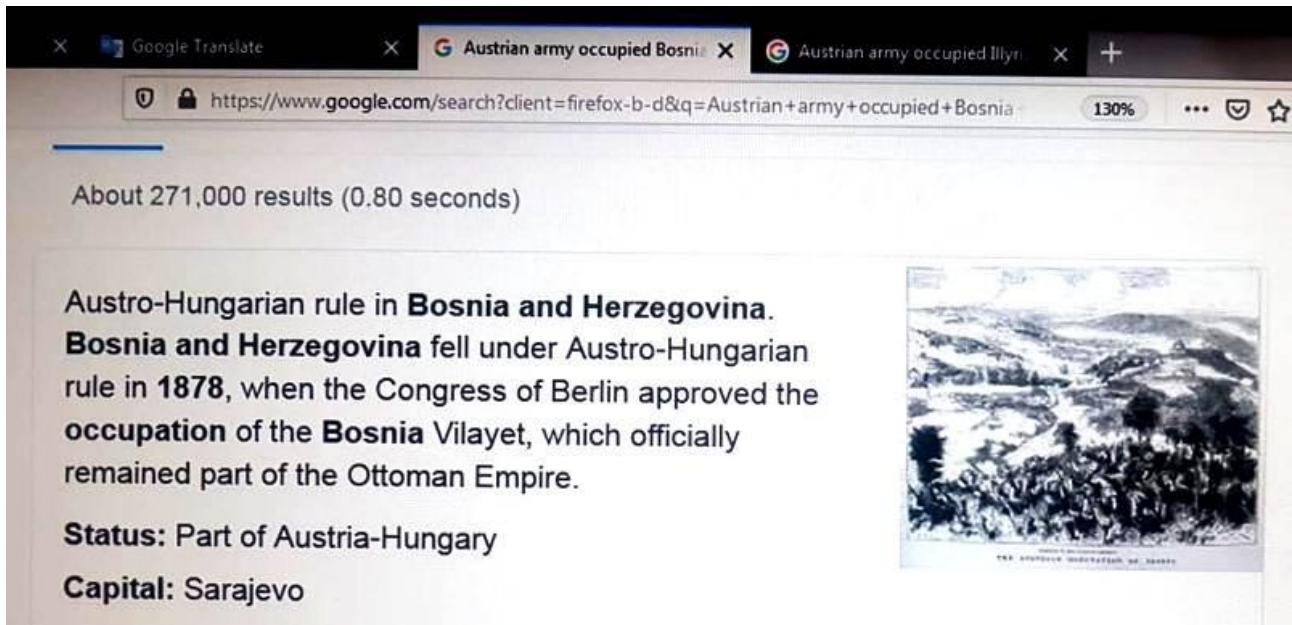 Google Translate
Austrian army occupied Bosnia
Austrian army occupied Illyri
https://www.google.com/search?client=firefox-b-d&q=Austrian+army+occupied+Bosnia
130%
About 271,000 results (0.80 seconds)
Austro-Hungarian rule in Bosnia and Herzegovina.
Bosnia and Herzegovina fell under Austro-Hungarian
rule in 1878, when the Congress of Berlin approved the
occupation of the Bosnia Vilayet, which officially
remained part of the Ottoman Empire.
Status: Part of Austria-Hungary
Capital: Sarajevo